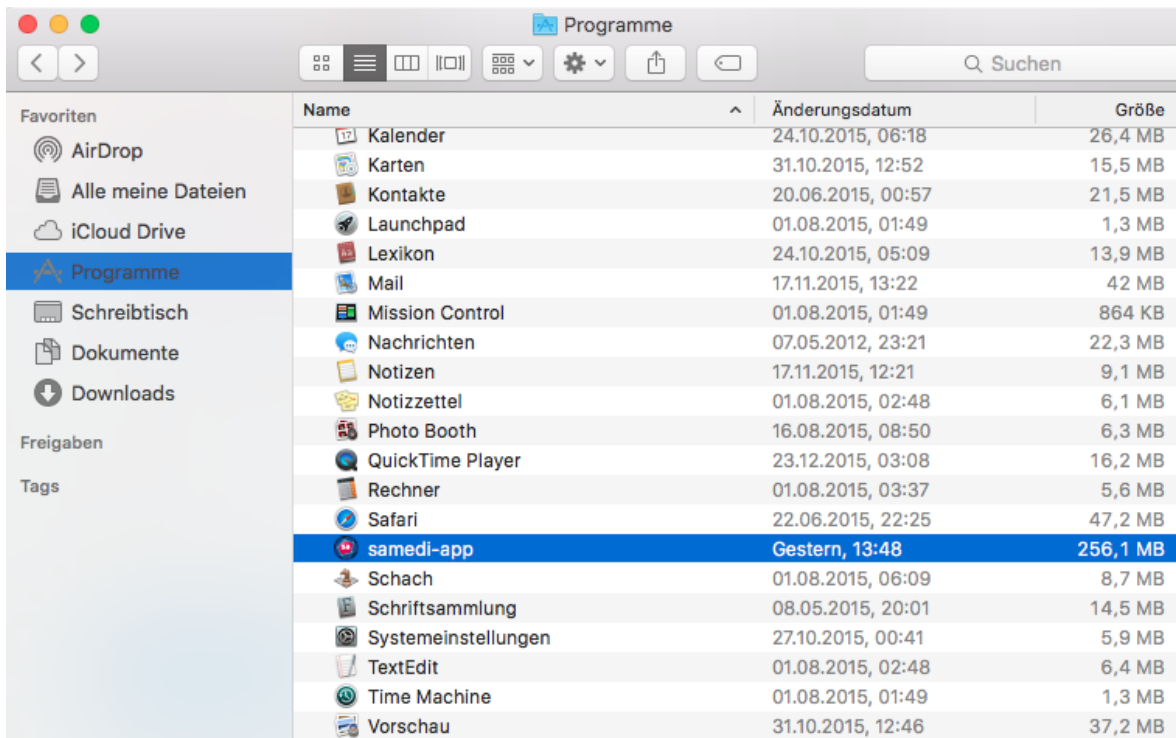 Programme
Suchen
Favoriten
AirDrop
Alle meine Dateien
iCloud Drive
Programme
Schreibtisch
Dokumente
Downloads
Freigaben
Tags
Name Änderungsdatum Größe
Kalender 24.10.2015, 06:18 26,4 MB
Karten 31.10.2015, 12:52 15,5 MB
Kontakte 20.06.2015, 00:57 21,5 MB
Launchpad 01.08.2015, 01:49 1,3 MB
Lexikon 24.10.2015, 05:09 13,9 MB
Mail 17.11.2015, 13:22 42 MB
Mission Control 01.08.2015, 01:49 864 KB
Nachrichten 07.05.2012, 23:21 22,3 MB
Notizen 17.11.2015, 12:21 9,1 MB
Notizzettel 01.08.2015, 02:48 6,1 MB
Photo Booth 16.08.2015, 08:50 6,3 MB
QuickTime Player 23.12.2015, 03:08 16,2 MB
Rechner 01.08.2015, 03:37 5,6 MB
Safari 22.06.2015, 22:25 47,2 MB
samedi-app Gestern, 13:48 256,1 MB
Schach 01.08.2015, 06:09 8,7 MB
Schriftsammlung 08.05.2015, 20:01 14,5 MB
Systemeinstellungen 27.10.2015, 00:41 5,9 MB
TextEdit 01.08.2015, 02:48 6,4 MB
Time Machine 01.08.2015, 01:49 1,3 MB
Vorschau 31.10.2015, 12:46 37,2 MB